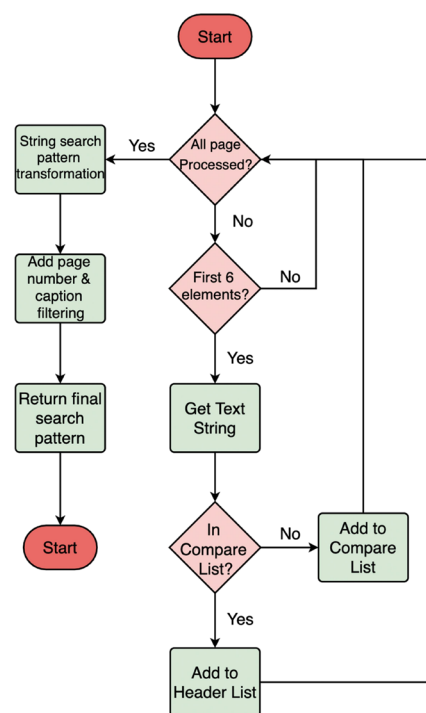 Start
All page
Processed?
Yes
String search
pattern
transformation
No
Add page
number &
caption
filtering
First 6
elements?
No
Yes
Return final
search
pattern
Get Text
String
Start
In
Compare
List?
No
Add to
Compare
List
Yes
Add to
Header List